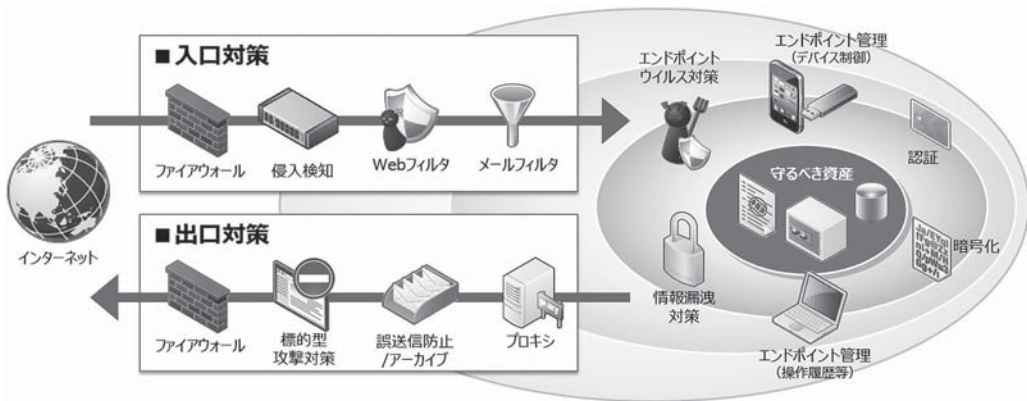 ■入口対策
ファイアウォール
侵入検知
Webフィルタ
メールフィルタ
インターネット
■出口対策
ファイアウォール
標的型
攻撃対策
誤送信防止
/アーカイブ
プロキシ
エンドポイント
ウイルス対策
エンドポイント管理
（デバイス制御）
認証
守るべき資産
暗号化
情報漏洩
対策
エンドポイント管理
（操作履歴等）